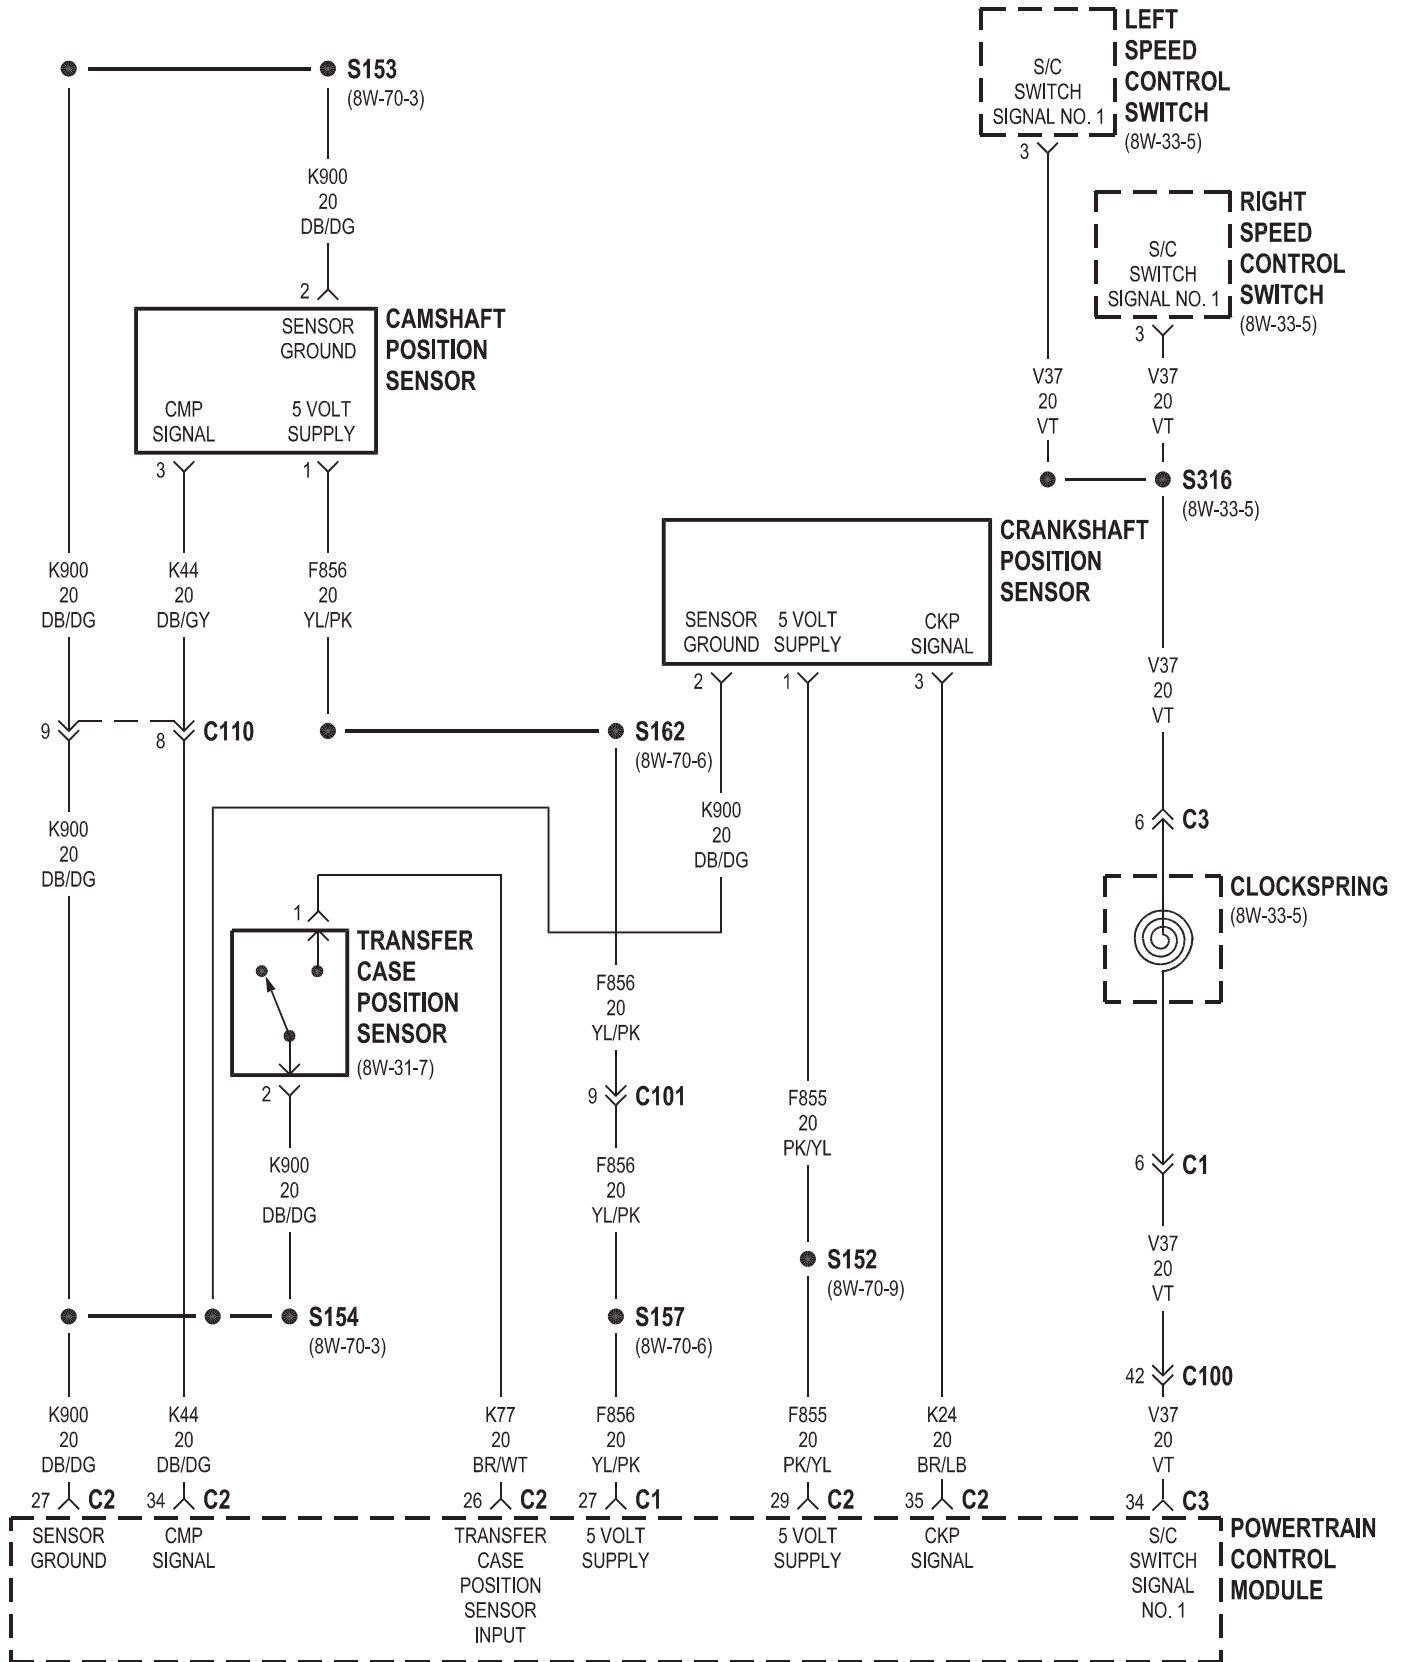 S153
(8W-70-3)
K900
20
DB/DG
2
SENSOR
GROUND
CMP
SIGNAL
5 VOLT
SUPPLY
CAMSHAFT
POSITION
SENSOR
3
1
K900
20
DB/DG
K44
20
DB/GY
F856
20
YL/PK
9
8
C110
S162
(8W-70-6)
K900
20
DB/DG
LEFT
SPEED
CONTROL
SWITCH
(8W-33-5)
S/C
SWITCH
SIGNAL NO. 1
3
RIGHT
SPEED
CONTROL
SWITCH
(8W-33-5)
S/C
SWITCH
SIGNAL NO. 1
3
V37
20
VT
V37
20
VT
S316
(8W-33-5)
CRANKSHAFT
POSITION
SENSOR
SENSOR
GROUND
5 VOLT
SUPPLY
CKP
SIGNAL
2
1
3
K900
20
DB/DG
V37
20
VT
6
C3
CLOCKSPRING
(8W-33-5)
1
TRANSFER
CASE
POSITION
SENSOR
(8W-31-7)
2
K900
20
DB/DG
F856
20
YL/PK
9
C101
F856
20
YL/PK
F855
20
PK/YL
6
C1
V37
20
VT
S152
(8W-70-9)
S154
(8W-70-3)
S157
(8W-70-6)
42
C100
K900
20
DB/DG
K44
20
DB/DG
K77
20
BR/WT
F856
20
YL/PK
F855
20
PK/YL
K24
20
BR/LB
V37
20
VT
27
C2
34
C2
26
C2
27
C1
29
C2
35
C2
34
C3
SENSOR
GROUND
CMP
SIGNAL
TRANSFER
CASE
POSITION
SENSOR
INPUT
5 VOLT
SUPPLY
5 VOLT
SUPPLY
CKP
SIGNAL
S/C
SWITCH
SIGNAL
NO. 1
POWERTRAIN
CONTROL
MODULE